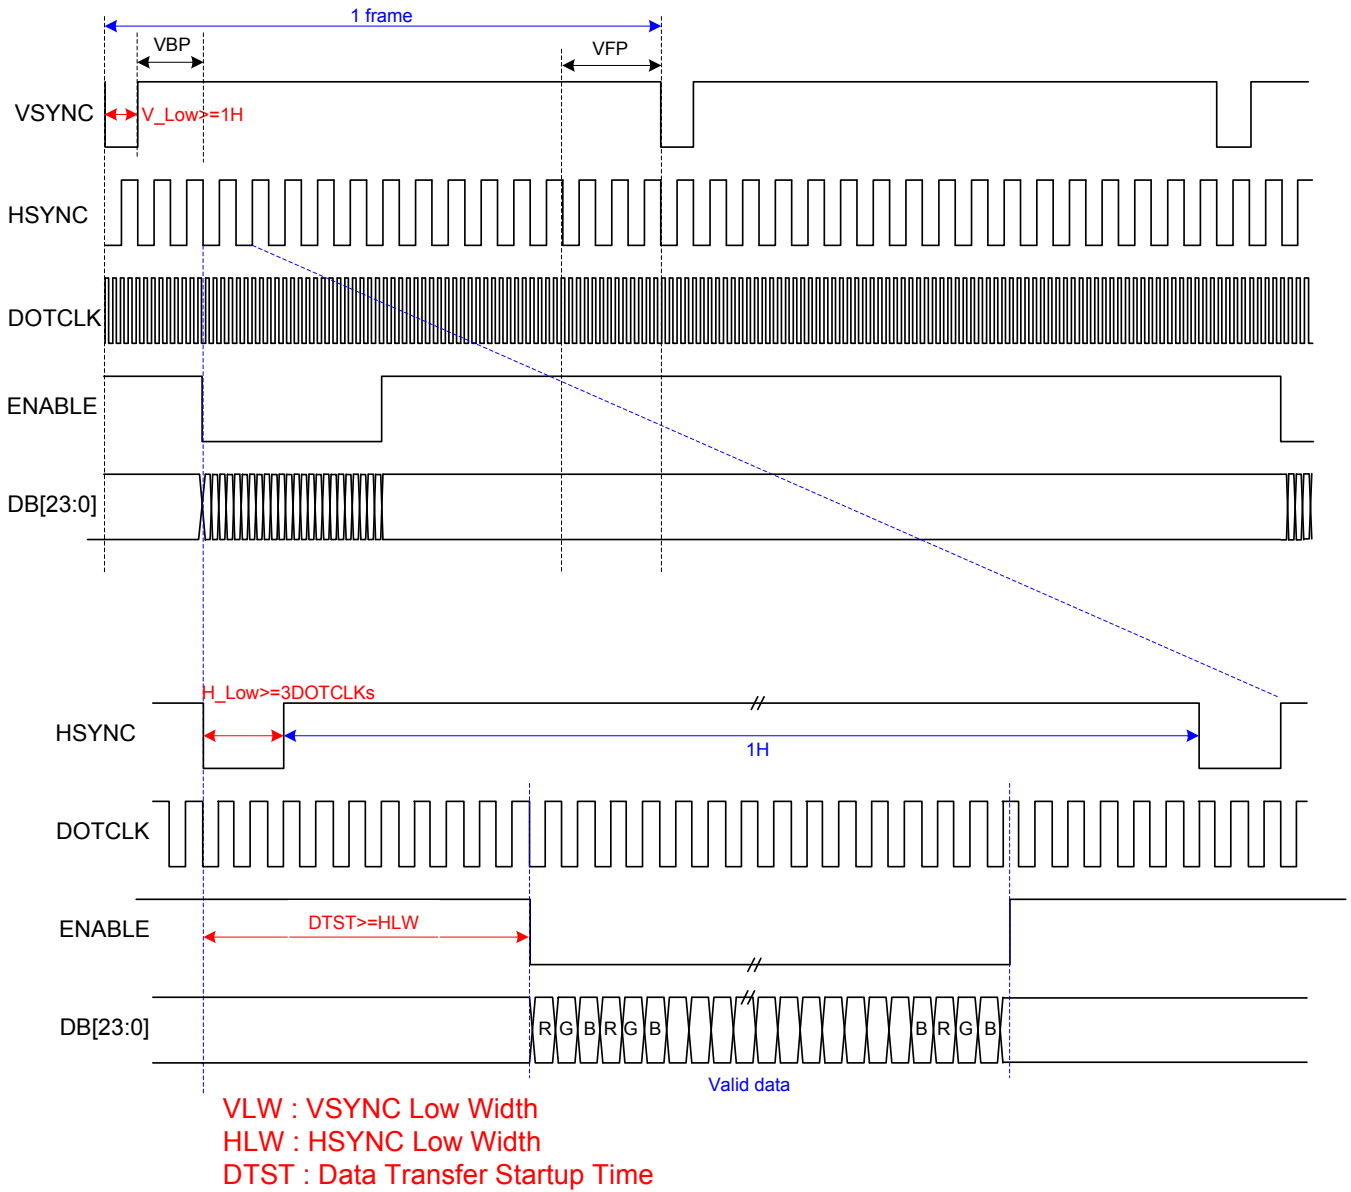 1 frame
VBP
VFP
VSYNC
V_Low>=1H
HSYNC
DOTCLK
ENABLE
DB[23:0]
H_Low>=3DOTCLKs
HSYNC
1H
DOTCLK
ENABLE
DTST>=HLW
DB[23:0]
R G B R G B B R G B
Valid data
VLW : VSYNC Low Width
HLW : HSYNC Low Width
DTST : Data Transfer Startup Time